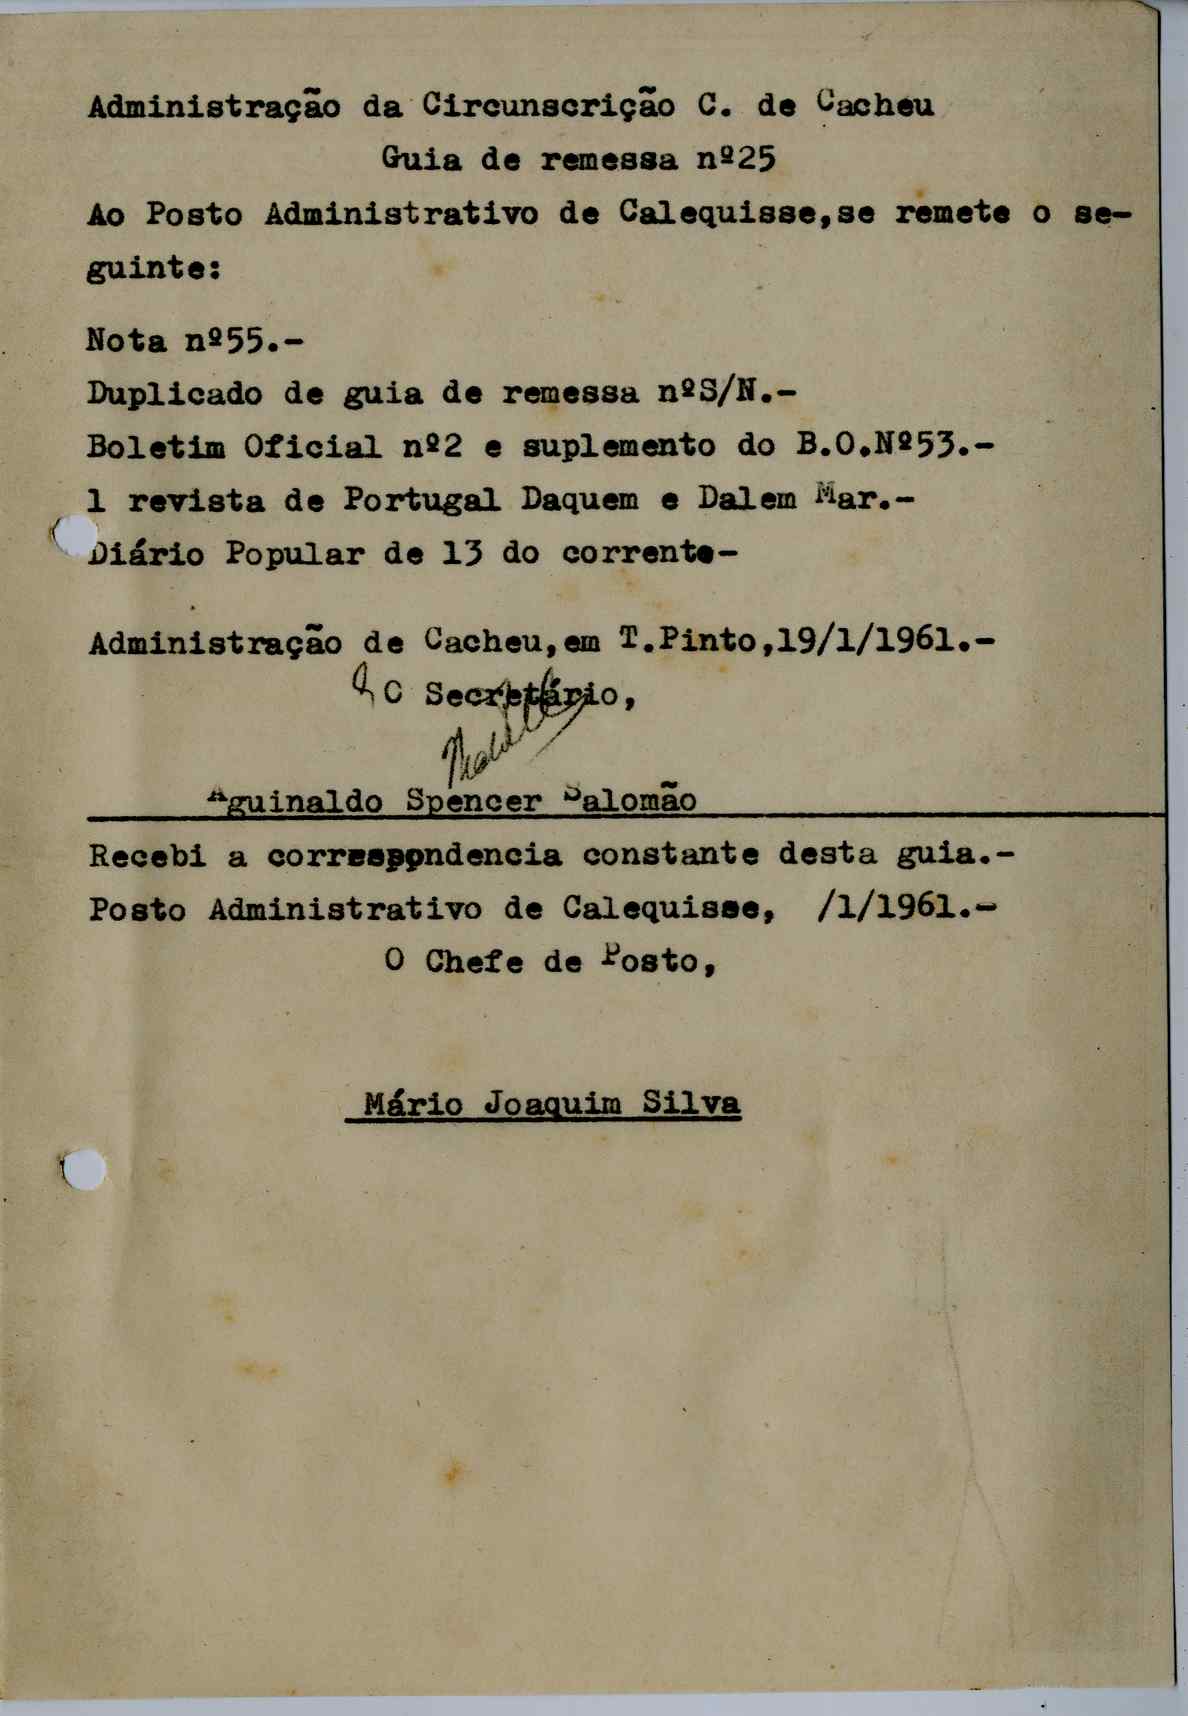 Administração da Circunscrição C. de Cacheu
Guia de remessa nº25
Ao Posto Administrativo de Calequisse,se remete o se-
guinte:
Nota nº55.-
Duplicado de guia de remessa nºS/N.-
Boletim Oficial nº2 e suplemento do B.O.Nº53.-
1 revista de Portugal Daquem e Dalem Mar.-
Diário Popular de 13 do corrente-
Administração de Cacheu,em T.Pinto,19/1/1961.-
O Secretário,
Aguinaldo Spencer Salomão
Recebi a correspondencia constante desta guia.-
Posto Administrativo de Calequisse, /1/1961.-
O Chefe de Posto,
Mário Joaquim Silva